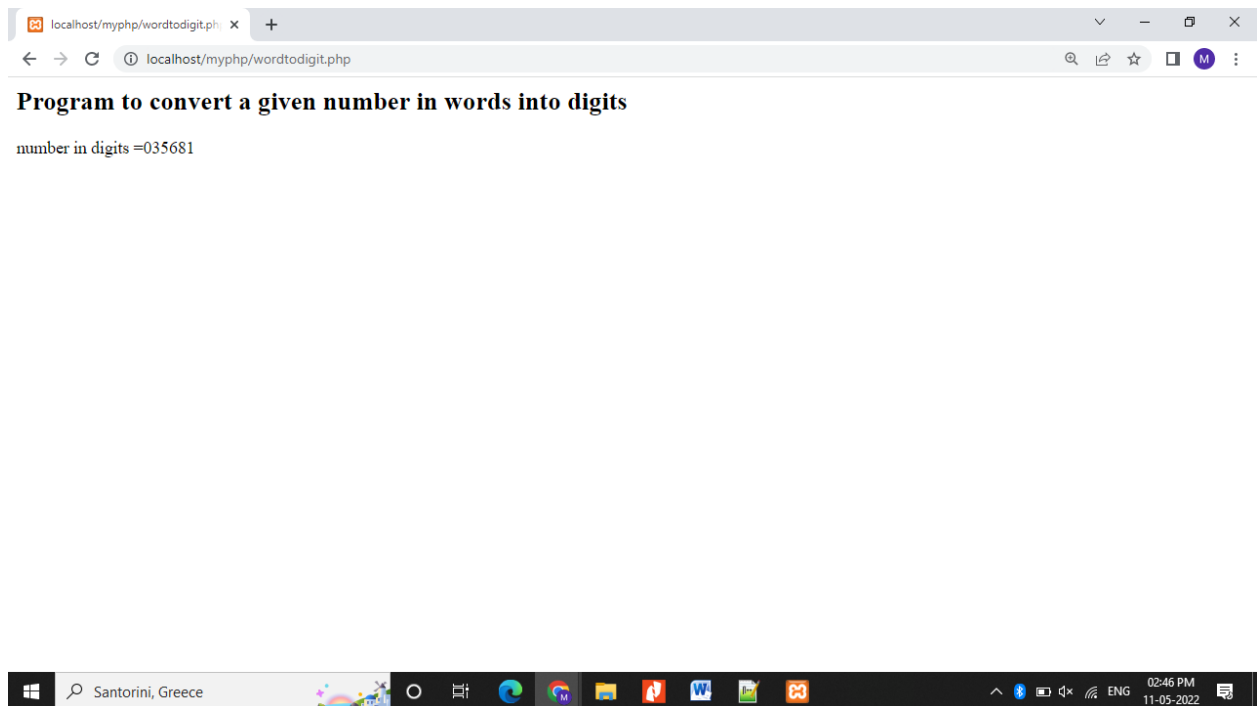 localhost/myphp/wordtodigit.ph
localhost/myphp/wordtodigit.php
M
Program to convert a given number in words into digits
number in digits =035681
Santorini, Greece
M
W
ENG
02:46 PM
11-05-2022